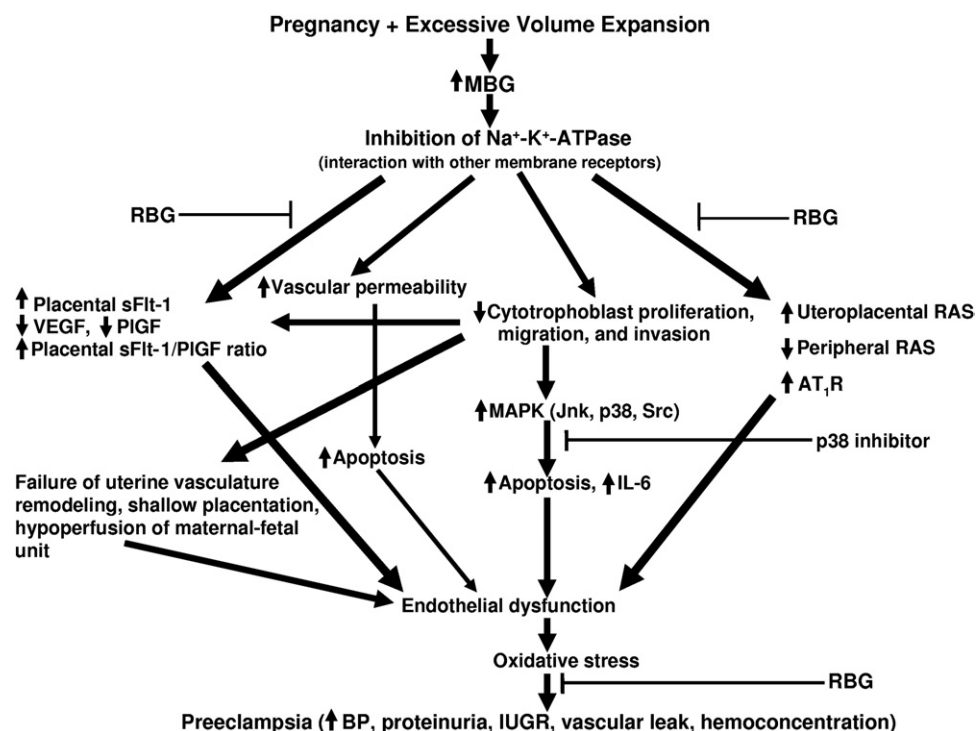 Pregnancy + Excessive Volume Expansion
↑MBG
Inhibition of Na⁺-K⁺-ATPase
(interaction with other membrane receptors)
RBG
RBG
↑Vascular permeability
↑Placental sFlt-1
↓VEGF, ↓PlGF
↑Placental sFlt-1/PlGF ratio
↓Cytotrophoblast proliferation,
migration, and invasion
↑Uteroplacental RAS
↓Peripheral RAS
↑AT₁R
↑MAPK (Jnk, p38, Src)
p38 inhibitor
↑Apoptosis
Failure of uterine vasculature
remodeling, shallow placentation,
hypoperfusion of maternal-fetal
unit
↑Apoptosis, ↑IL-6
Endothelial dysfunction
Oxidative stress
RBG
Preeclampsia (↑BP, proteinuria, IUGR, vascular leak, hemoconcentration)